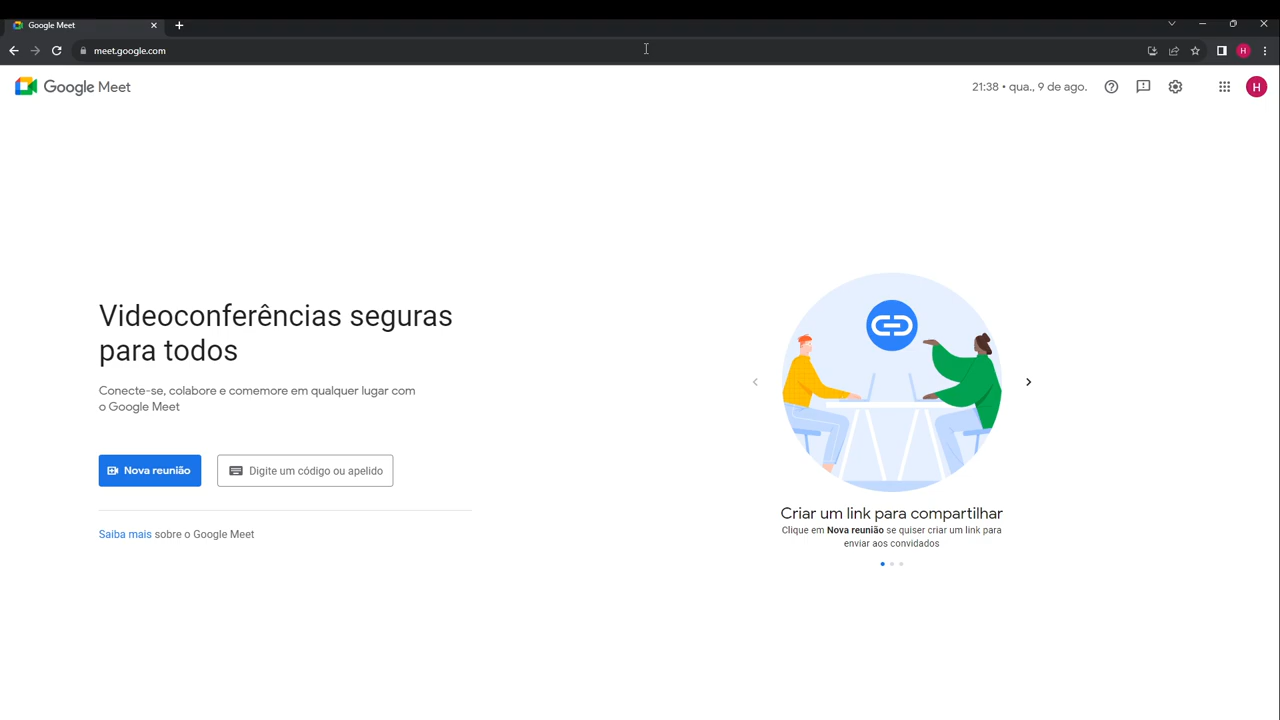 Google Meet
meet.google.com
H
Google Meet
21:38 • qua., 9 de ago.
H
Videoconferências seguras
para todos
Conecte-se, colabore e comemore em qualquer lugar com
o Google Meet
Nova reunião
Digite um código ou apelido
Saiba mais sobre o Google Meet
Criar um link para compartilhar
Clique em Nova reunião se quiser criar um link para
enviar aos convidados